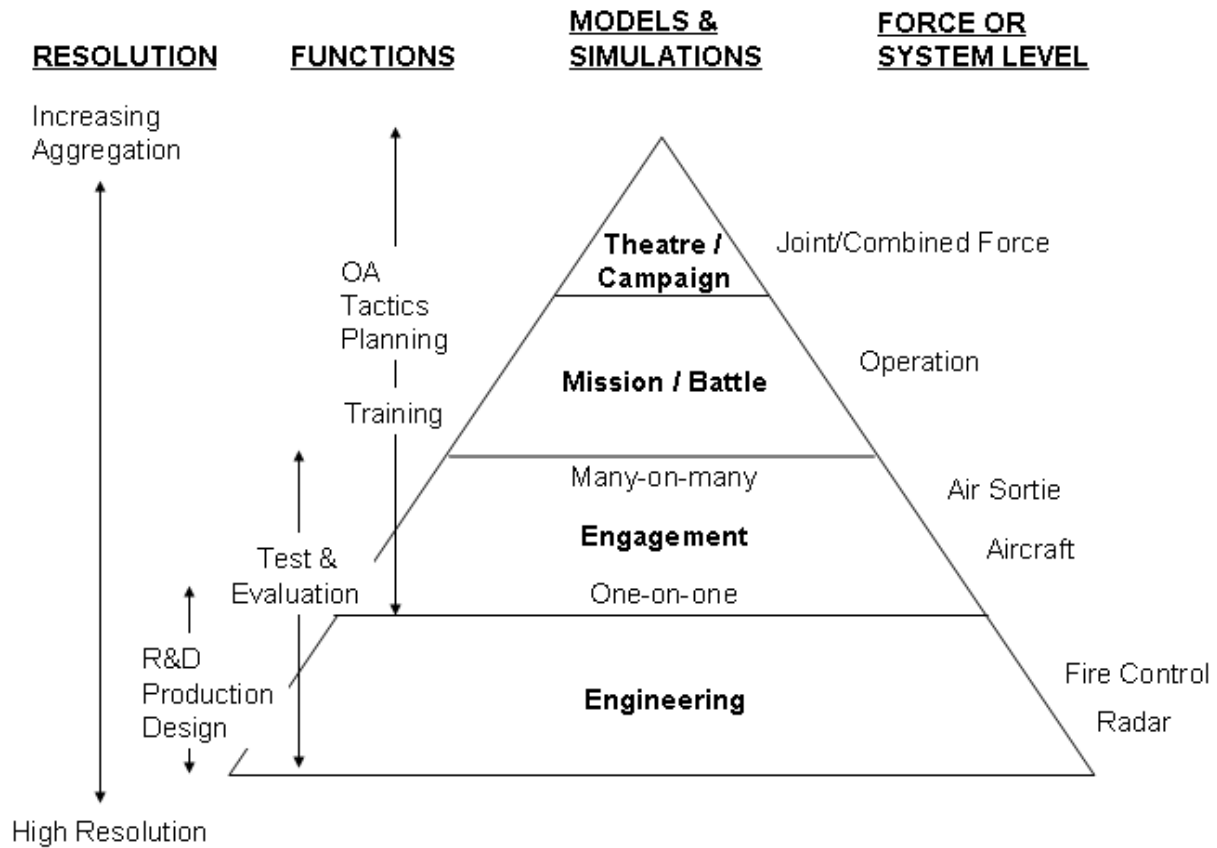 RESOLUTION
FUNCTIONS
MODELS &
SIMULATIONS
FORCE OR
SYSTEM LEVEL
Increasing
Aggregation
High Resolution
OA
Tactics
Planning
Training
Test &
Evaluation
R&D
Production
Design
Theatre /
Campaign
Mission / Battle
Many-on-many
Engagement
One-on-one
Engineering
Joint/Combined Force
Operation
Air Sortie
Aircraft
Fire Control
Radar